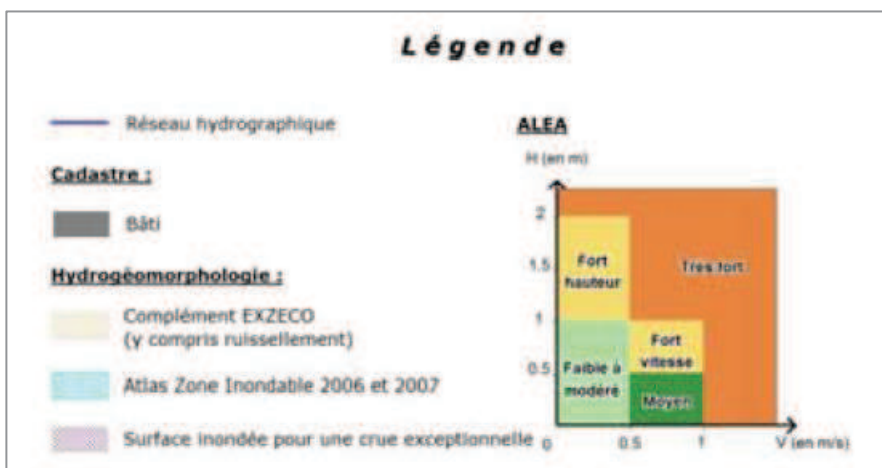 Légende
Réseau hydrographique
Cadastre :
Bâti
Hydrogéomorphologie :
Complément EXZECO
(y compris ruissellement)
Atlas Zone Inondable 2006 et 2007
Surface inondée pour une crue exceptionnelle
ALEA
H (en m)
2
1.5
1
0.5
0
Fort
hauteur
Tres fort
Faible à
modéré
Fort
vitesse
Moyen
0.5
1
V (en m/s)